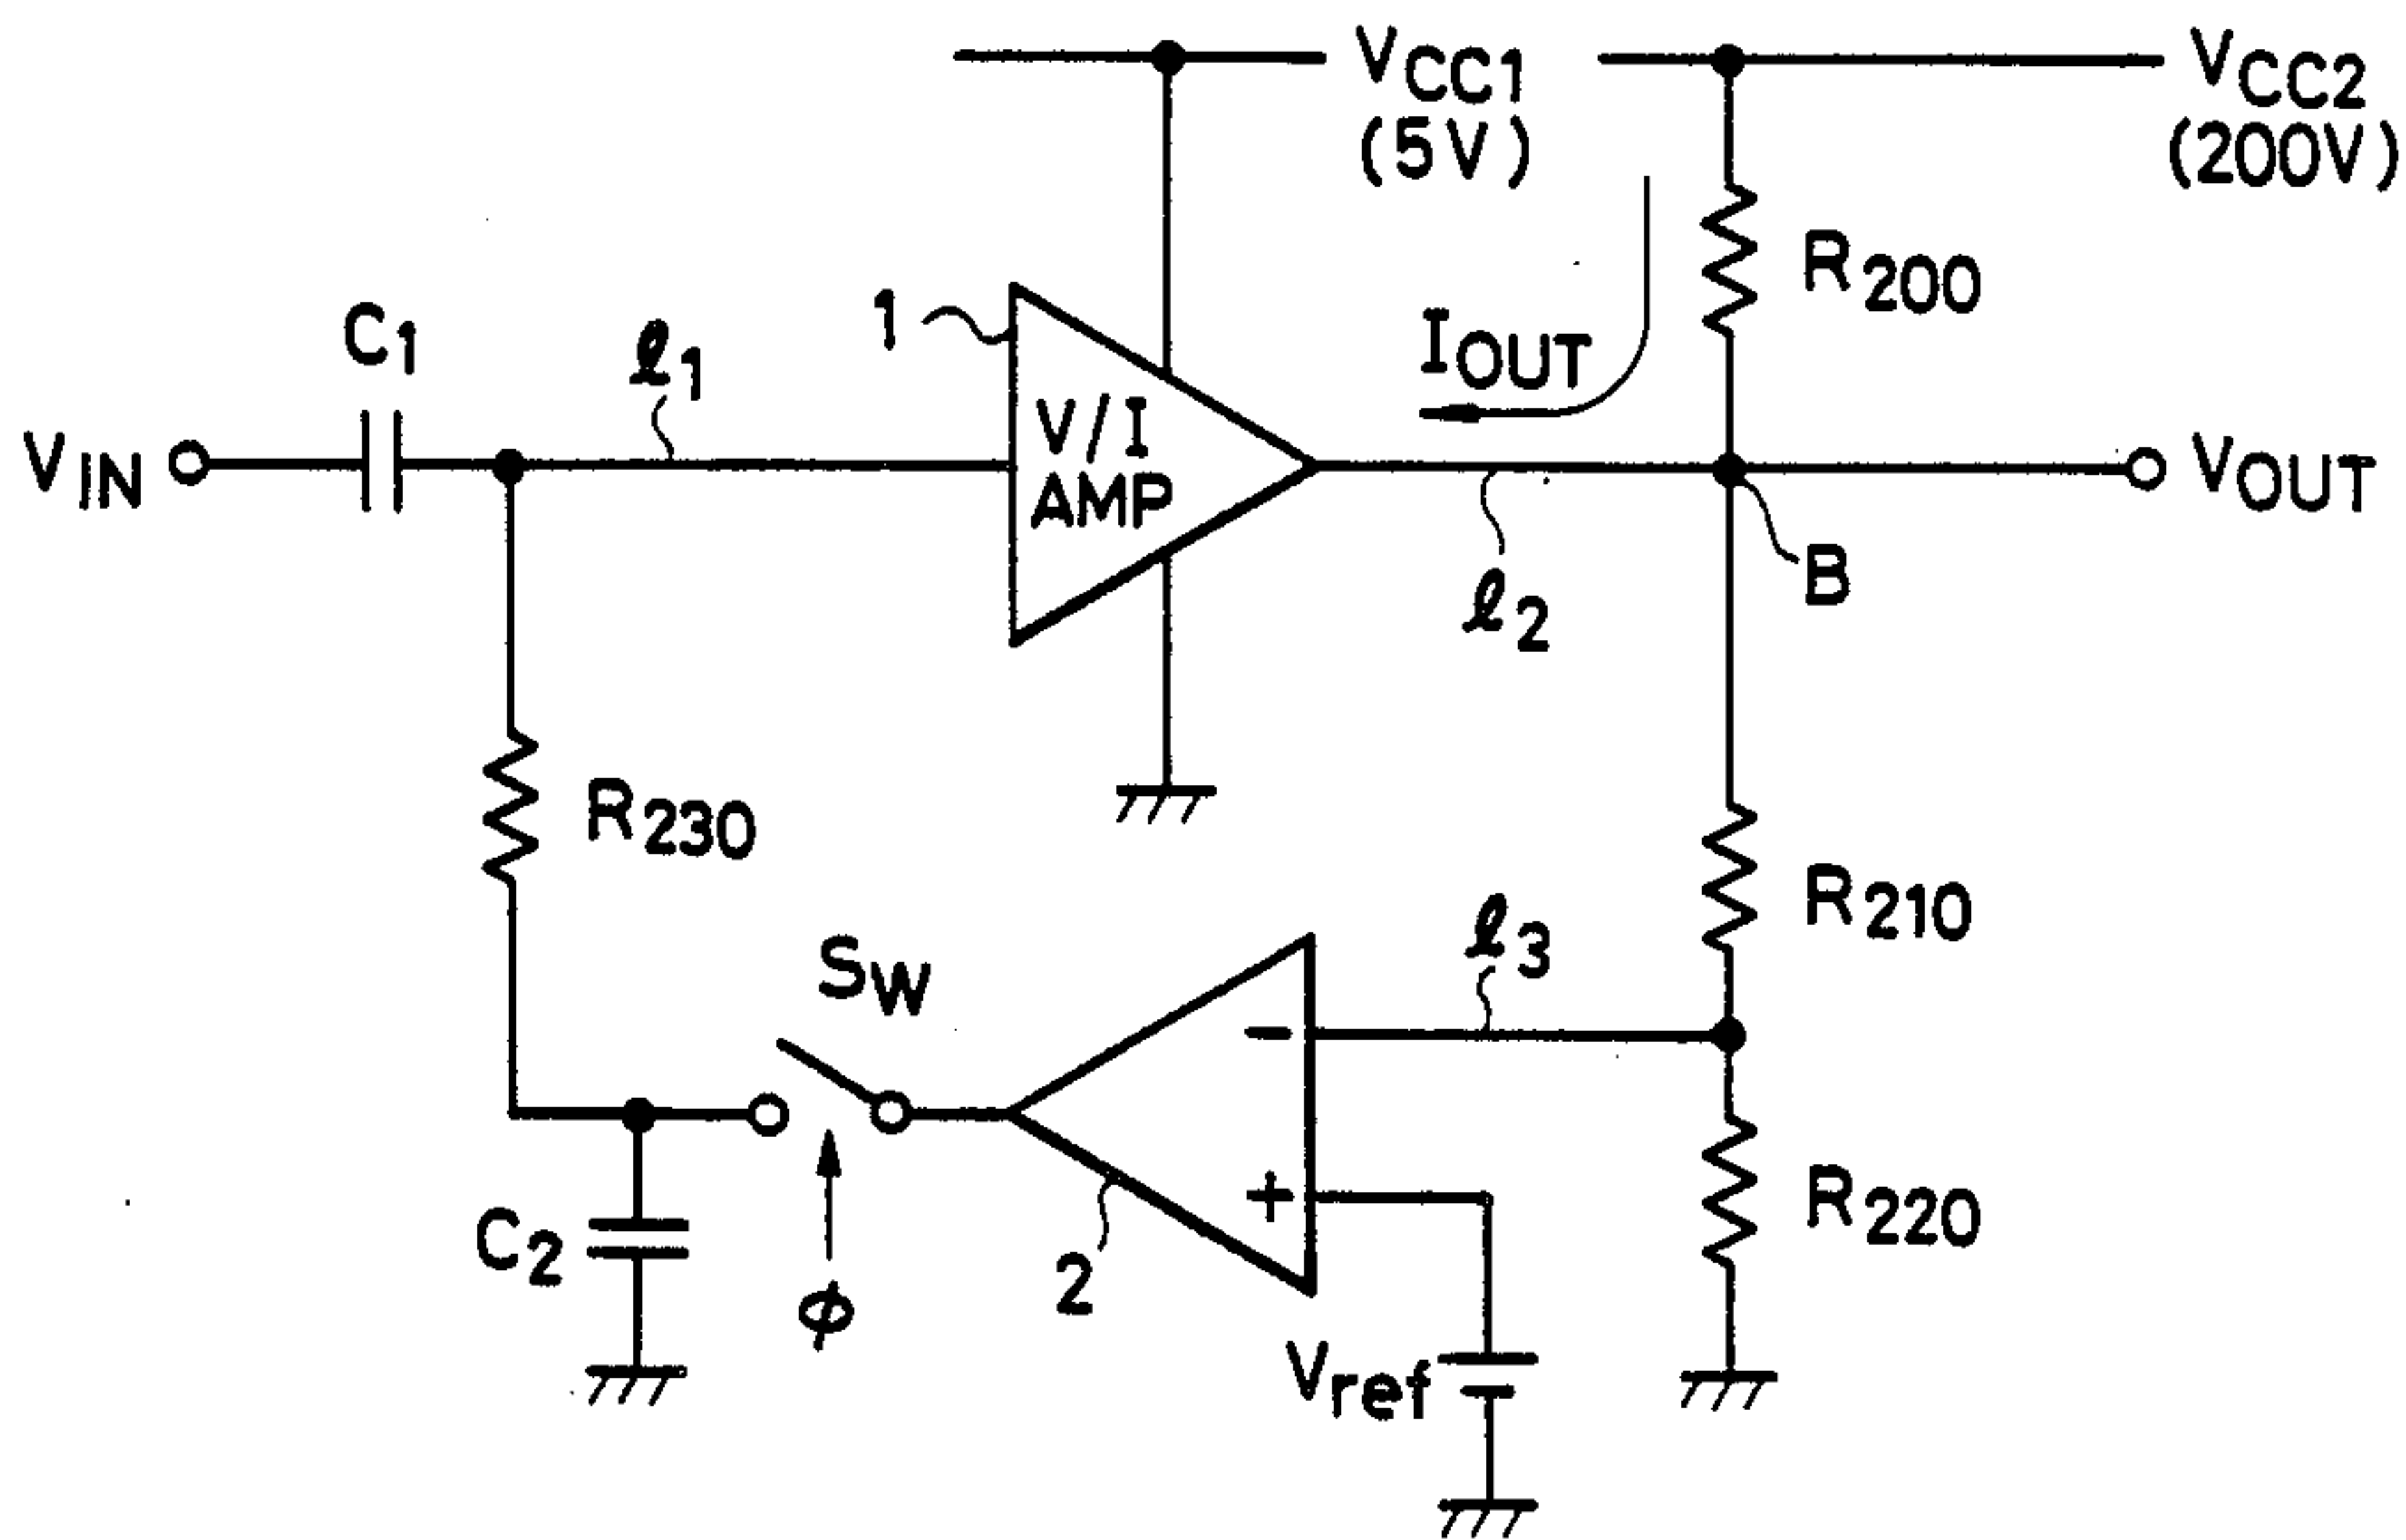 VCC1
(5V)
VCC2
(200V)
R200
C1
ℓ1
1
IOUT
VIN
V/I
AMP
VOUT
ℓ2
B
R230
R210
SW
ℓ3
−
+
C2
ϕ
2
R220
Vref